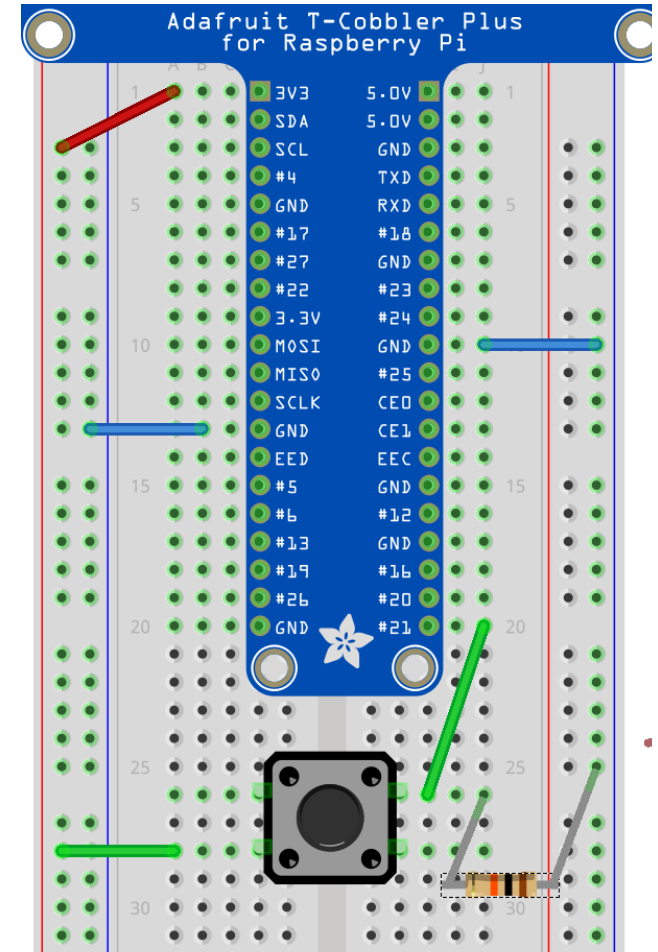 Adafruit T-Cobbler Plus
for Raspberry Pi
A B C J
1 3V3 5.0V 1
SDA 5.0V
SCL GND
#4 TXD
5 GND RXD 5
#17 #18
#27 GND
#22 #23
3.3V #24
10 MOSI GND
MISO #25
SCLK CE0
GND CE1
EED EEC
15 #5 GND 15
#6 #12
#13 GND
#19 #16
#26 #20
20 GND #21 20
25 25
30 30